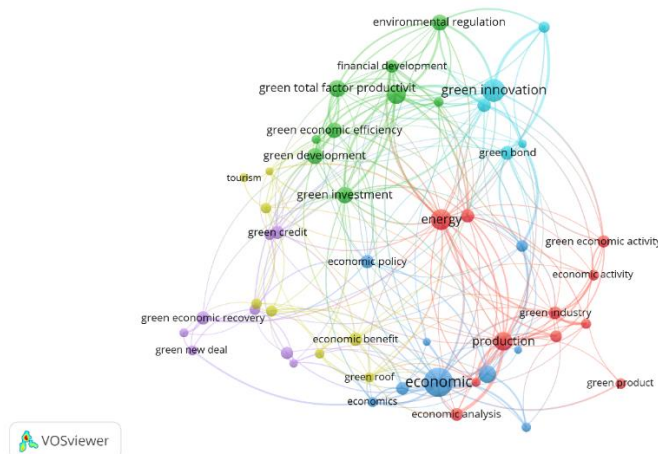 environmental regulation
financial development
green total factor productivit
green innovation
green economic efficiency
green development
green bond
tourism
green investment
energy
green credit
green economic activity
economic policy
economic activity
green economic recovery
green industry
economic benefit
production
green new deal
green roof
economic
green product
economics
economic analysis
VOSviewer